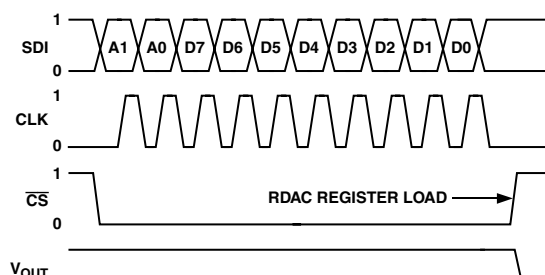 1
SDI
A1 A0 D7 D6 D5 D4 D3 D2 D1 D0
0
1
CLK
0
1
CS
RDAC REGISTER LOAD
0
VOUT